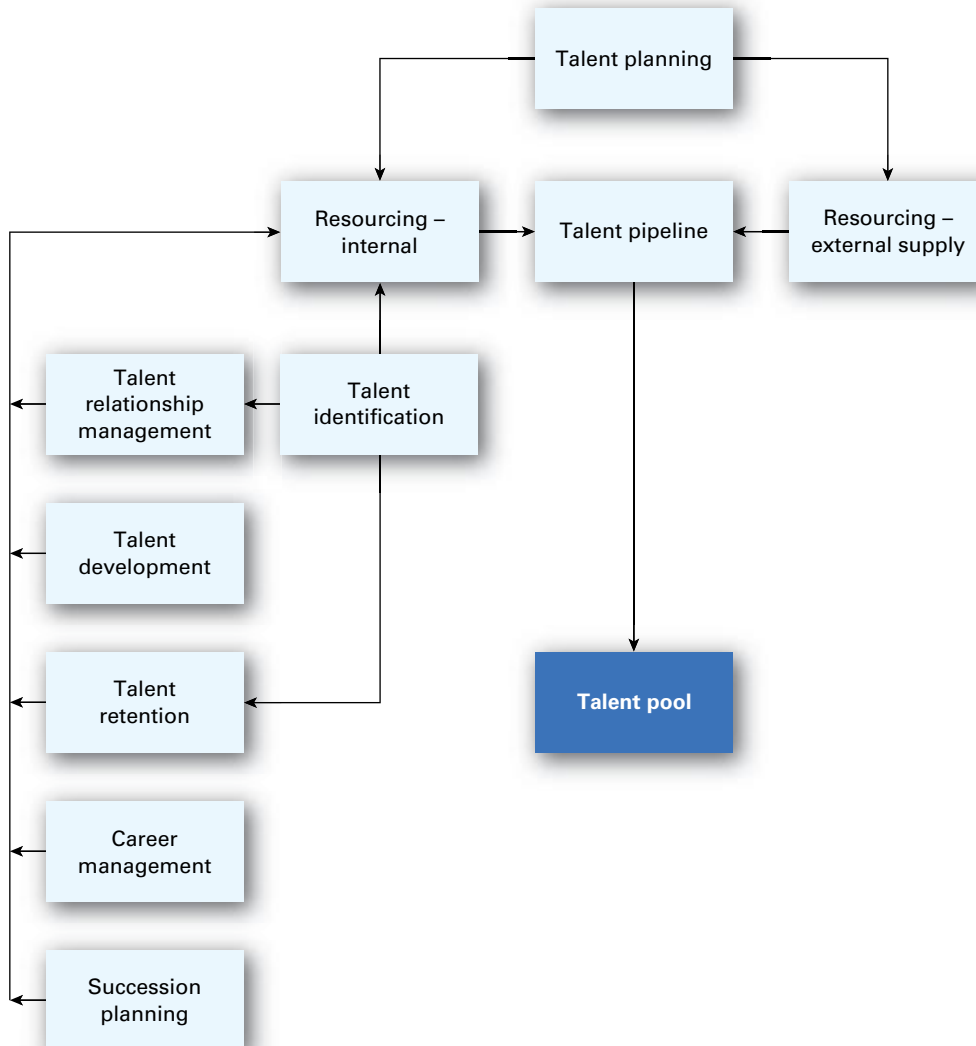 Talent planning
Resourcing –
internal
Talent pipeline
Resourcing –
external supply
Talent
relationship
management
Talent
identification
Talent
development
Talent
retention
Talent pool
Career
management
Succession
planning